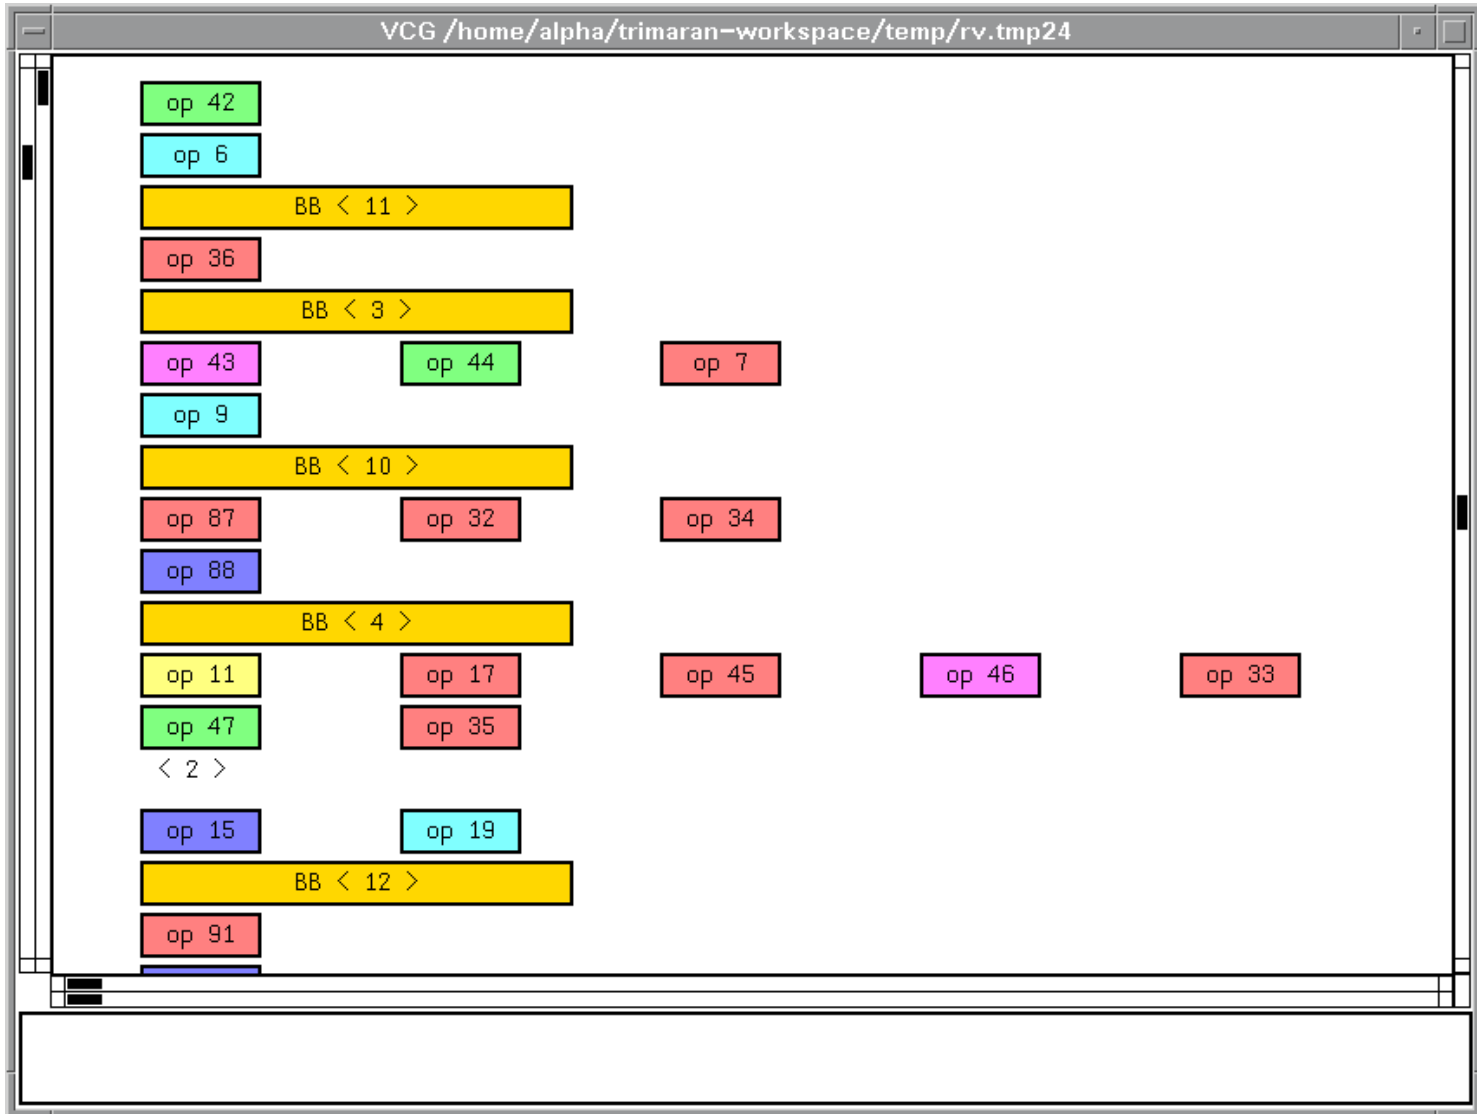 VCG /home/alpha/trimaran-workspace/temp/rv.tmp24
op 42
op 6
BB < 11 >
op 36
BB < 3 >
op 43 op 44 op 7
op 9
BB < 10 >
op 87 op 32 op 34
op 88
BB < 4 >
op 11 op 17 op 45 op 46 op 33
op 47 op 35
< 2 >
op 15 op 19
BB < 12 >
op 91